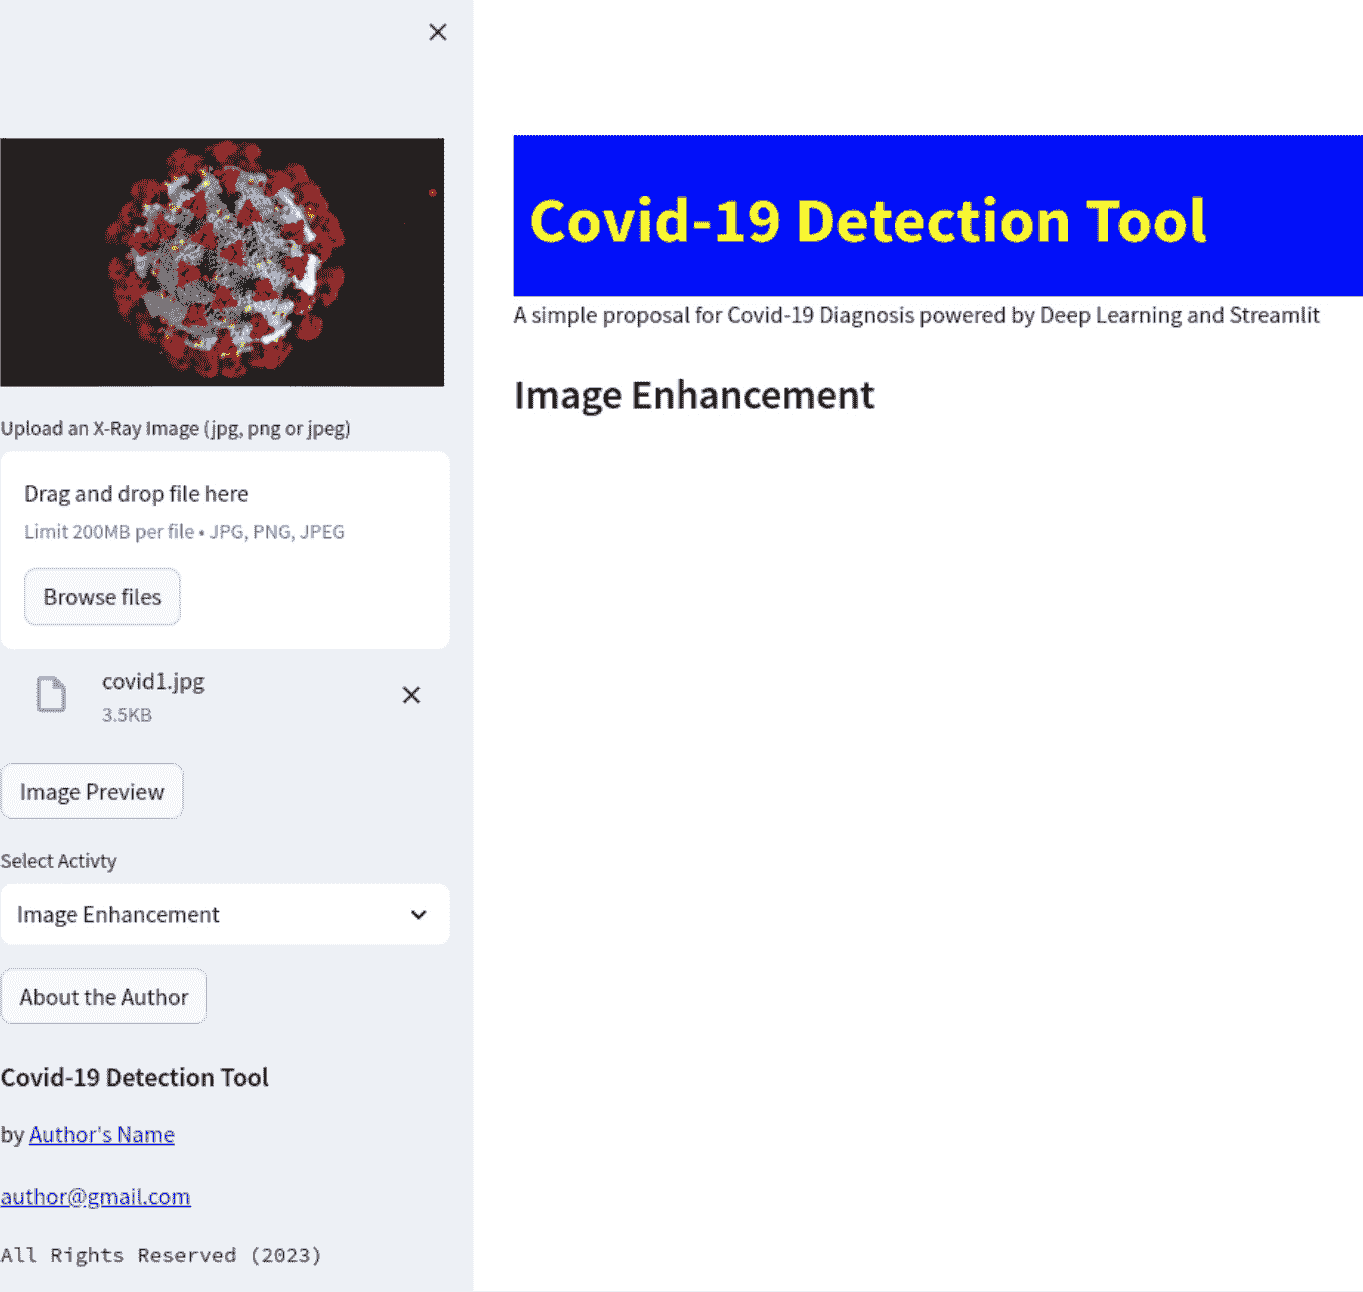 Covid-19 Detection Tool
A simple proposal for Covid-19 Diagnosis powered by Deep Learning and Streamlit
Image Enhancement
Upload an X-Ray Image (jpg, png or jpeg)
Drag and drop file here
Limit 200MB per file • JPG, PNG, JPEG
Browse files
covid1.jpg
3.5KB
Image Preview
Select Activty
Image Enhancement
About the Author
Covid-19 Detection Tool
by Author's Name
author@gmail.com
All Rights Reserved (2023)